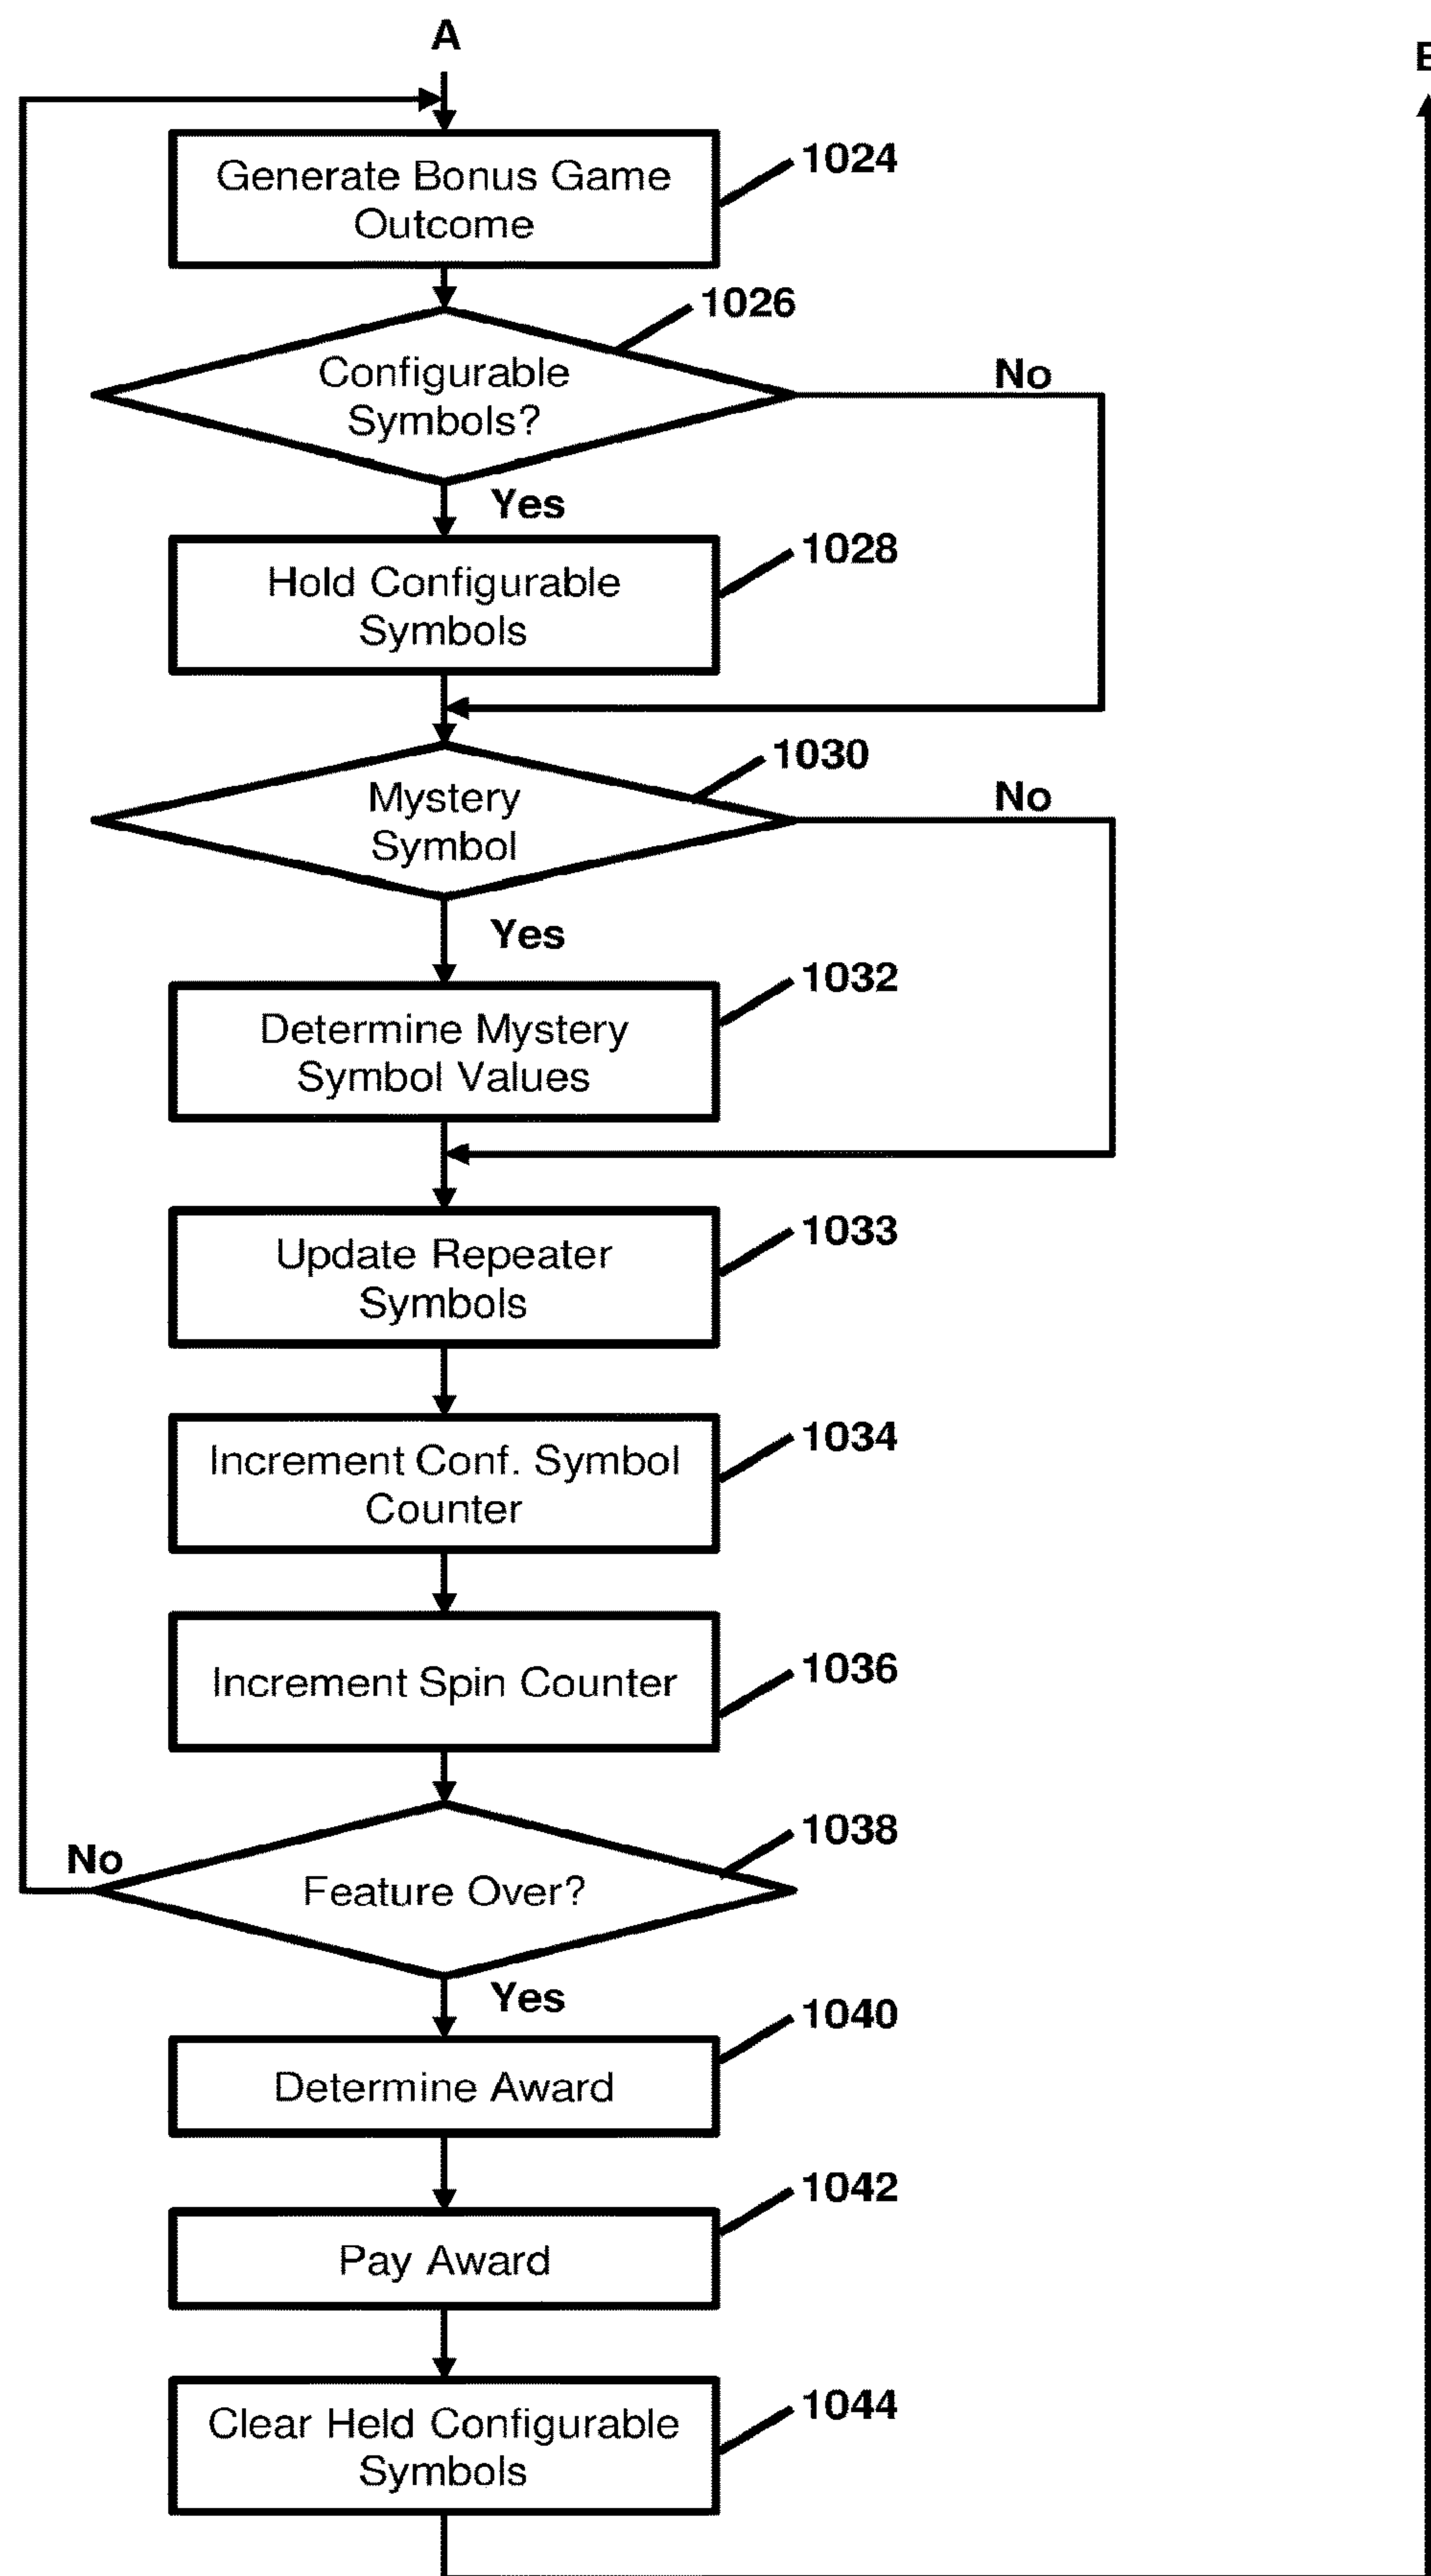 A
Generate Bonus Game
Outcome
1024
1026
Configurable
Symbols?
No
Yes
Hold Configurable
Symbols
1028
1030
Mystery
Symbol
No
Yes
Determine Mystery
Symbol Values
1032
Update Repeater
Symbols
1033
Increment Conf. Symbol
Counter
1034
Increment Spin Counter
1036
1038
No
Feature Over?
Yes
1040
Determine Award
1042
Pay Award
1044
Clear Held Configurable
Symbols